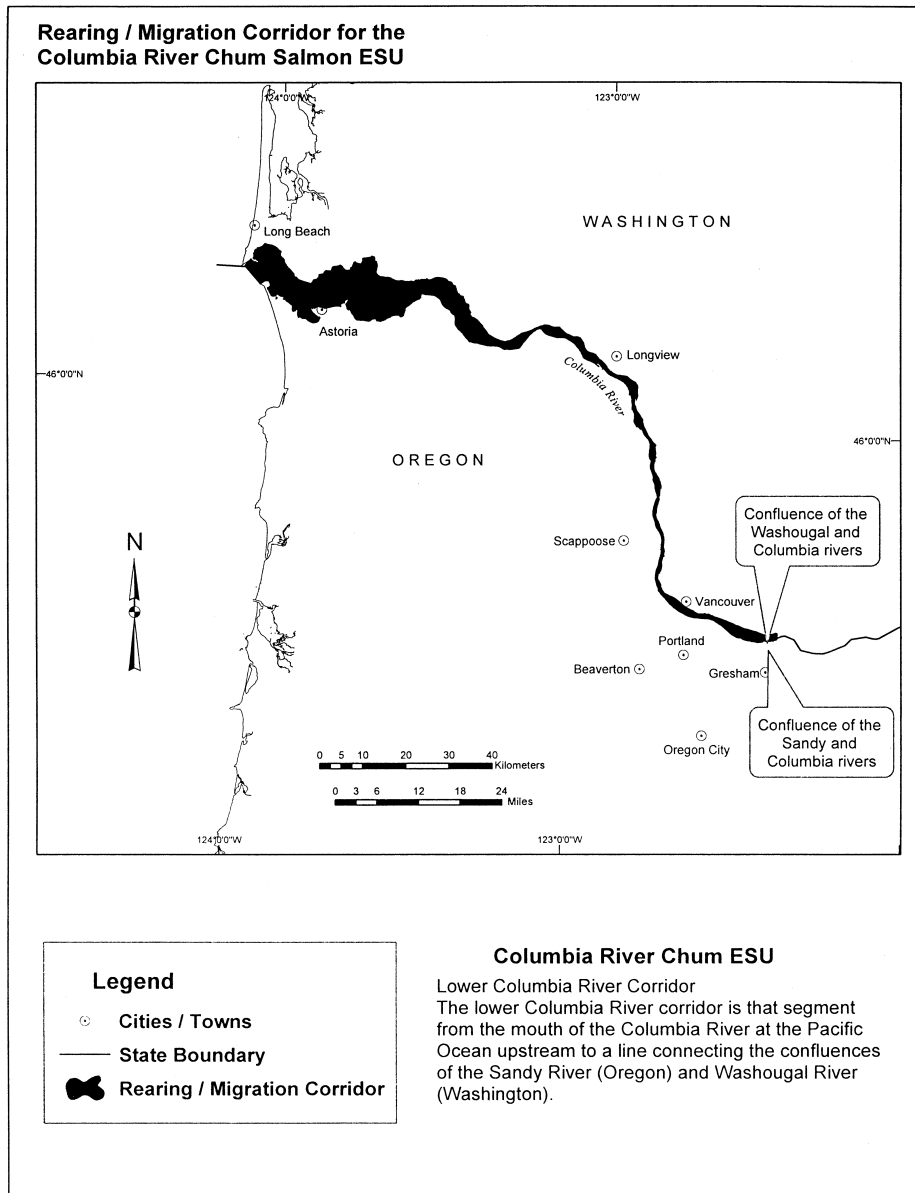 Rearing / Migration Corridor for the
Columbia River Chum Salmon ESU
124°0'0"W
123°0'0"W
WASHINGTON
Long Beach
Astoria
Longview
Columbia River
46°0'0"N
46°0'0"N
OREGON
Confluence of the
Washougal and
Columbia rivers
N
Scappoose
Vancouver
Portland
Beaverton
Gresham
Confluence of the
Sandy and
Columbia rivers
Oregon City
0 5 10 20 30 40
Kilometers
0 3 6 12 18 24
Miles
124°0'0"W
123°0'0"W
Legend
Cities / Towns
State Boundary
Rearing / Migration Corridor
Columbia River Chum ESU
Lower Columbia River Corridor
The lower Columbia River corridor is that segment
from the mouth of the Columbia River at the Pacific
Ocean upstream to a line connecting the confluences
of the Sandy River (Oregon) and Washougal River
(Washington).